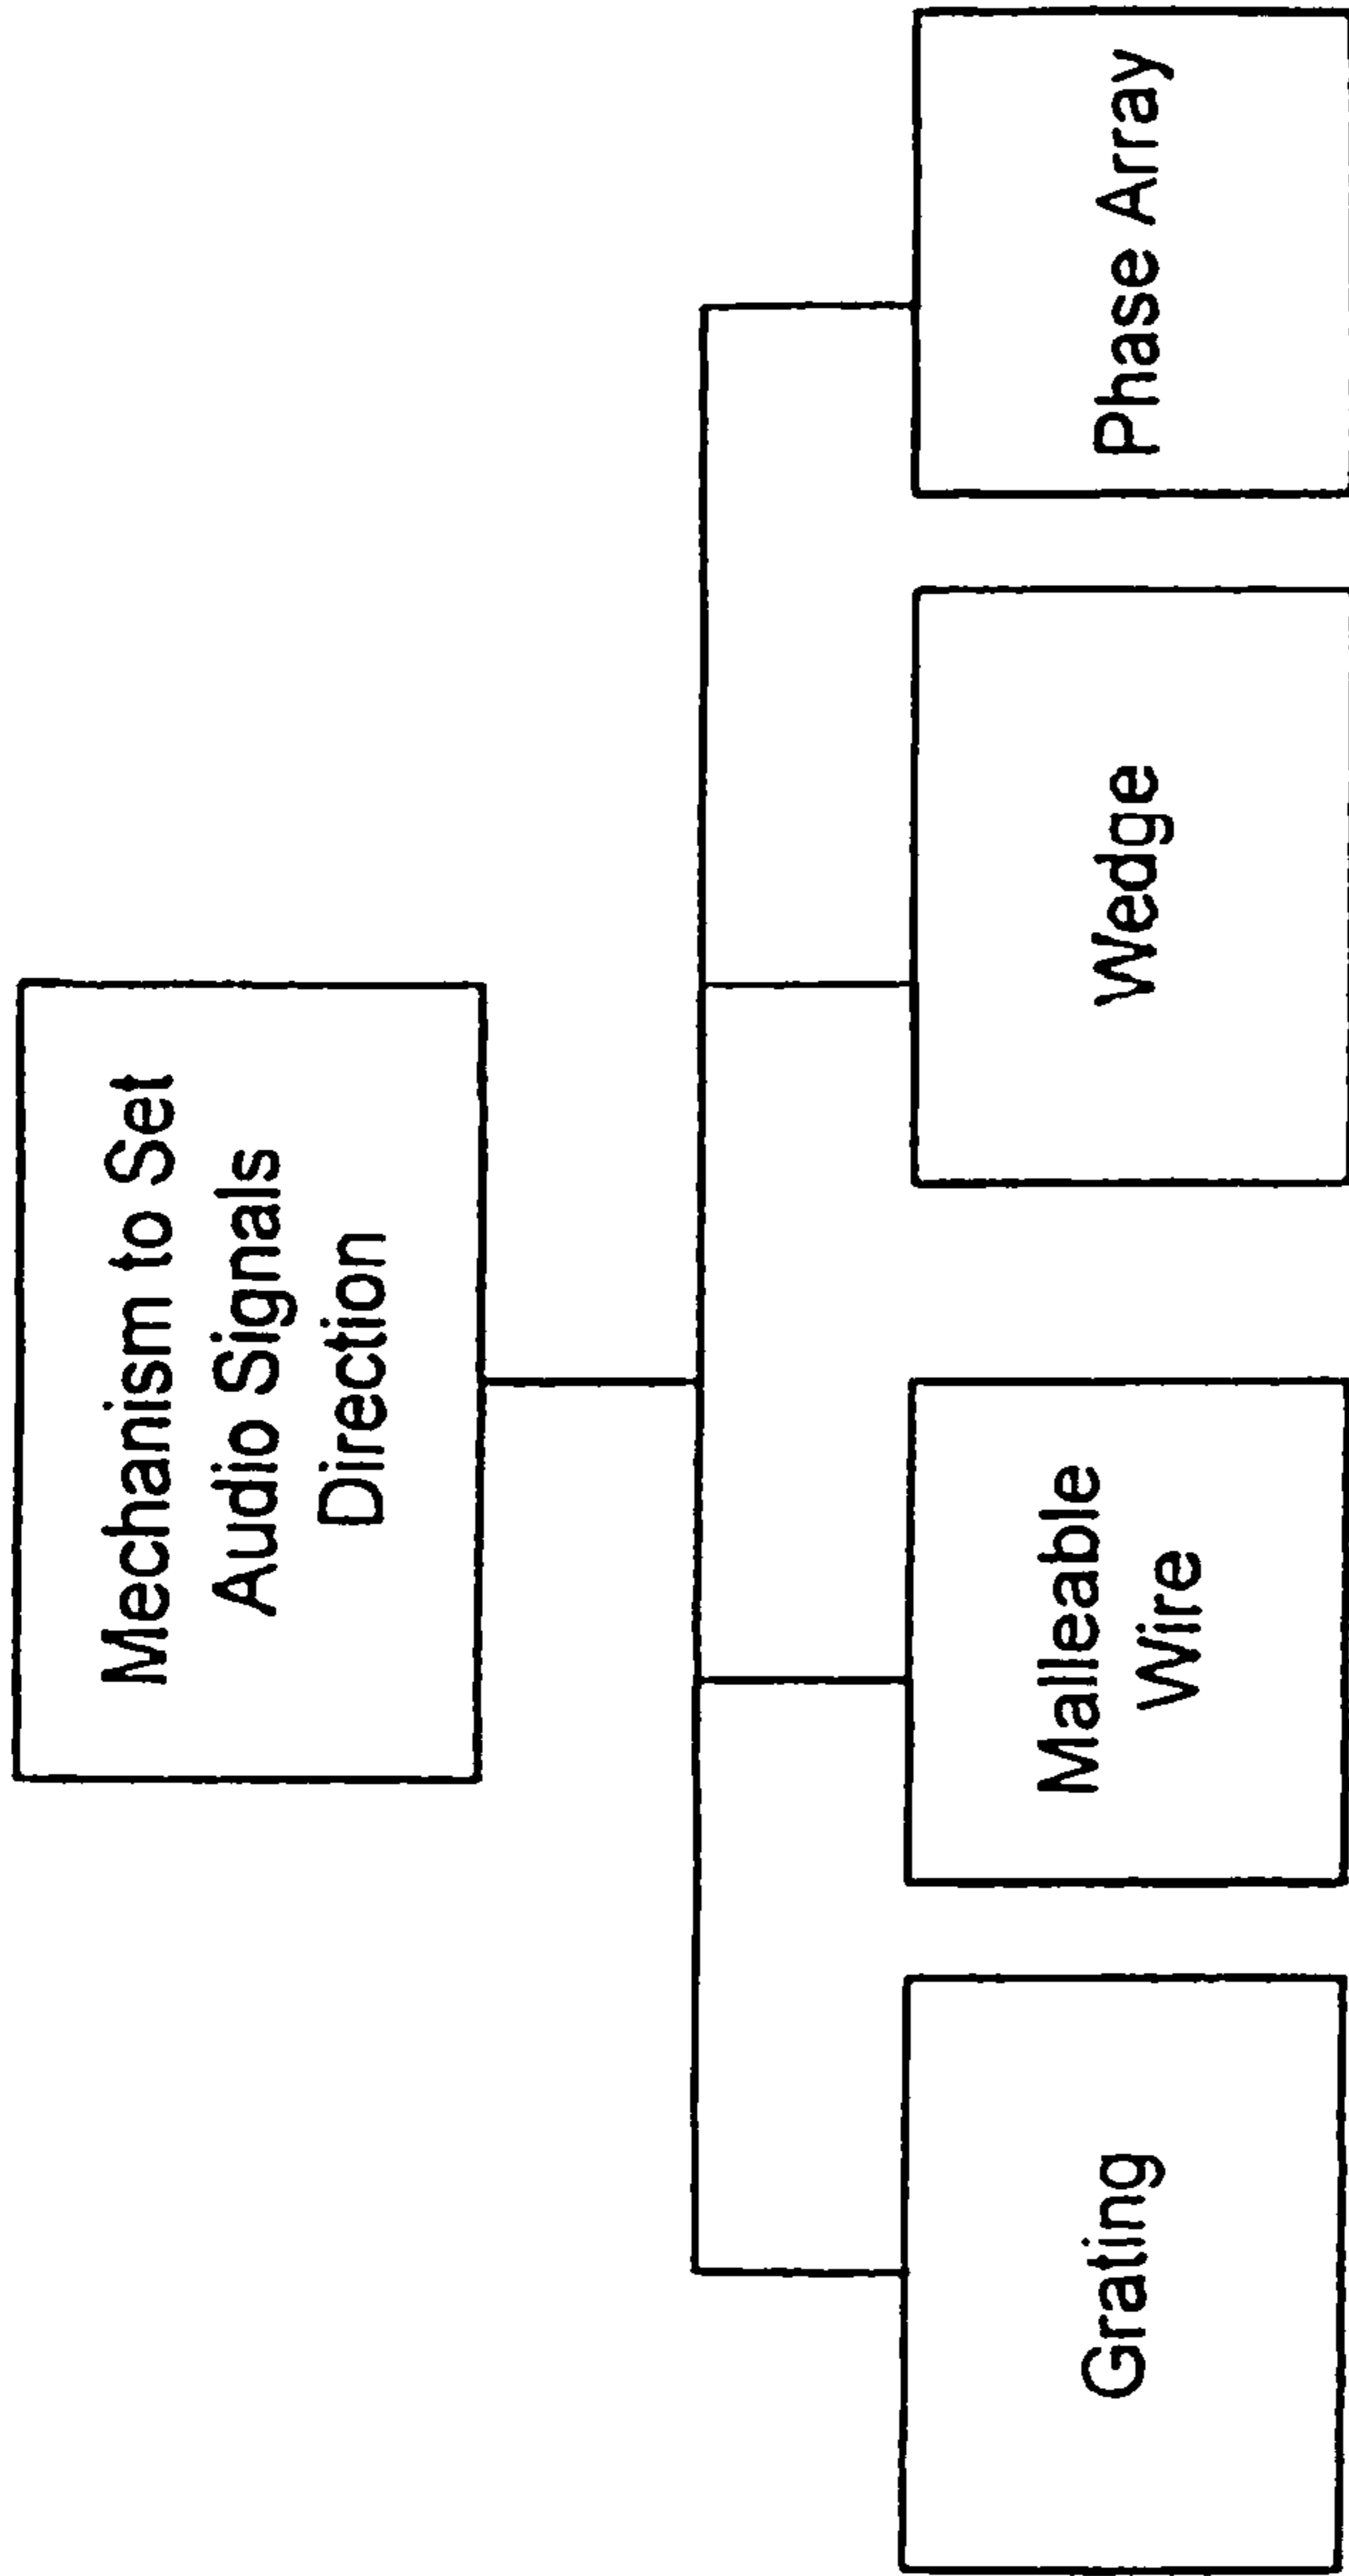 Mechanism to Set
Audio Signals
Direction
Grating
Malleable
Wire
Wedge
Phase Array